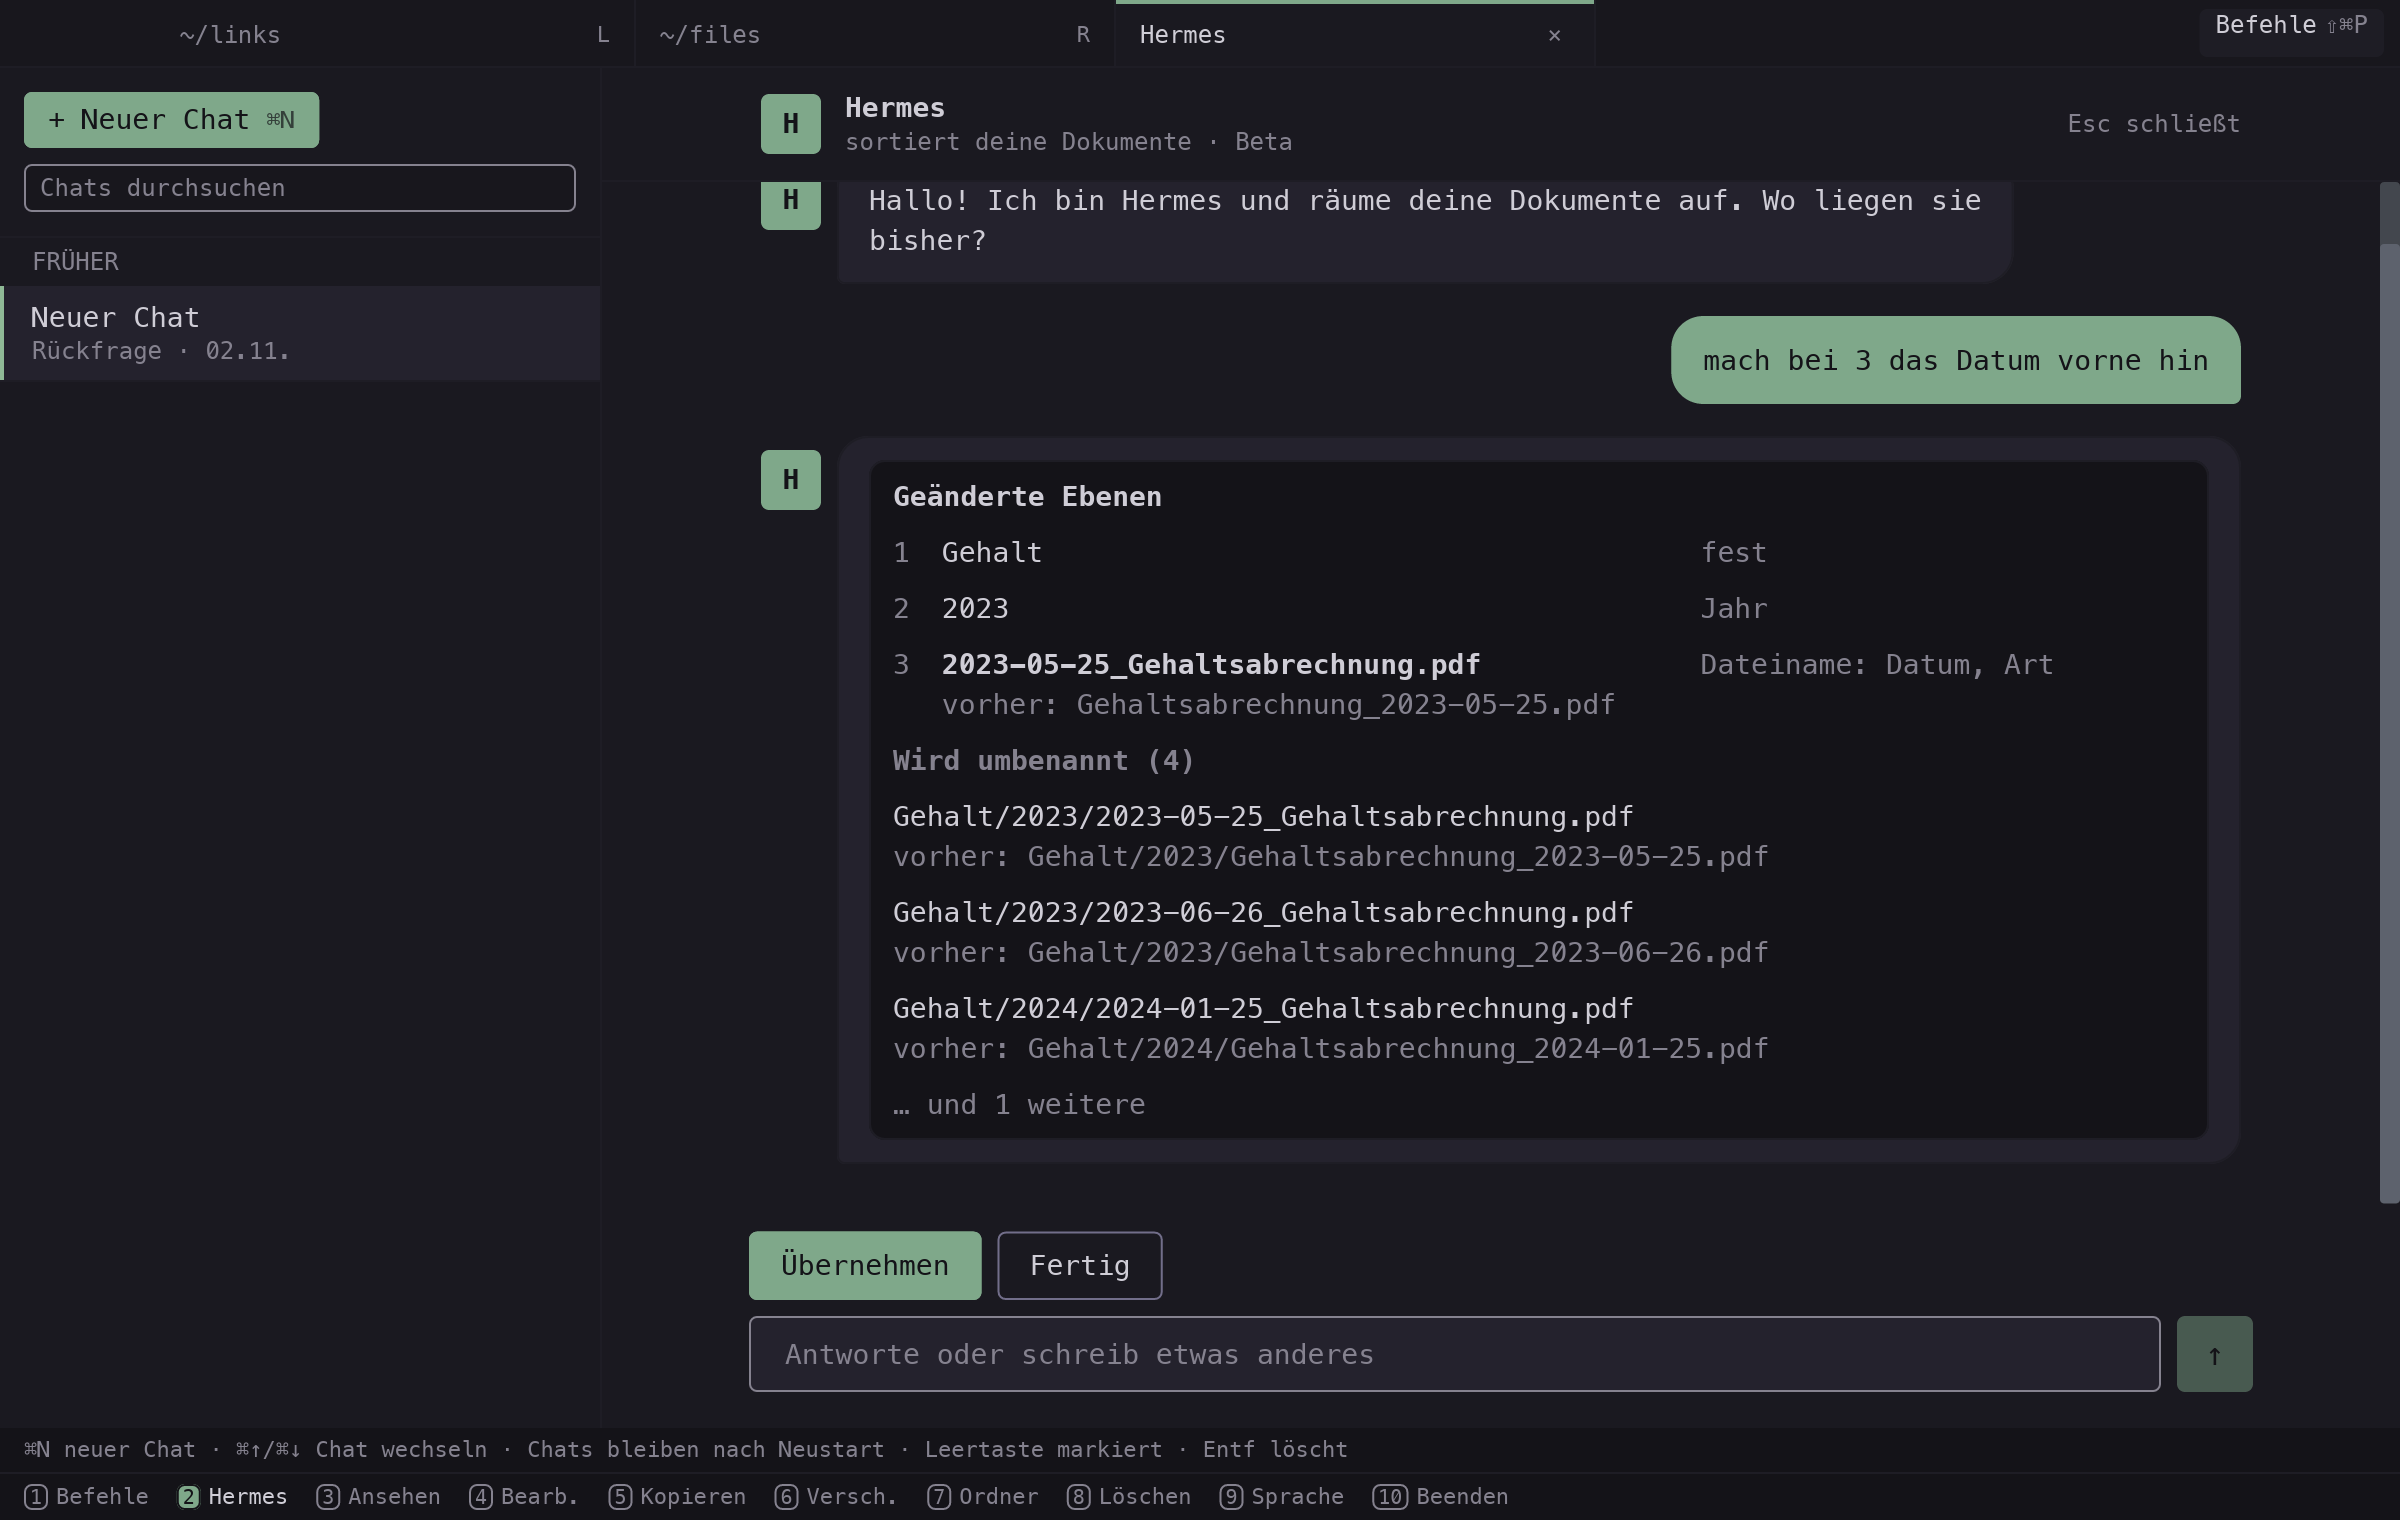 ~/links L ~/files R Hermes × Befehle ⇧⌘P
+ Neuer Chat ⌘N
Chats durchsuchen
FRÜHER
Neuer Chat
Rückfrage · 02.11.
H Hermes
sortiert deine Dokumente · Beta
Esc schließt
H Hallo! Ich bin Hermes und räume deine Dokumente auf. Wo liegen sie
bisher?
mach bei 3 das Datum vorne hin
H
Geänderte Ebenen
1 Gehalt fest
2 2023 Jahr
3 2023-05-25_Gehaltsabrechnung.pdf Dateiname: Datum, Art
vorher: Gehaltsabrechnung_2023-05-25.pdf
Wird umbenannt (4)
Gehalt/2023/2023-05-25_Gehaltsabrechnung.pdf
vorher: Gehalt/2023/Gehaltsabrechnung_2023-05-25.pdf
Gehalt/2023/2023-06-26_Gehaltsabrechnung.pdf
vorher: Gehalt/2023/Gehaltsabrechnung_2023-06-26.pdf
Gehalt/2024/2024-01-25_Gehaltsabrechnung.pdf
vorher: Gehalt/2024/Gehaltsabrechnung_2024-01-25.pdf
… und 1 weitere
Übernehmen Fertig
Antworte oder schreib etwas anderes ↑
⌘N neuer Chat · ⌘↑/⌘↓ Chat wechseln · Chats bleiben nach Neustart · Leertaste markiert · Entf löscht
1 Befehle 2 Hermes 3 Ansehen 4 Bearb. 5 Kopieren 6 Versch. 7 Ordner 8 Löschen 9 Sprache 10 Beenden